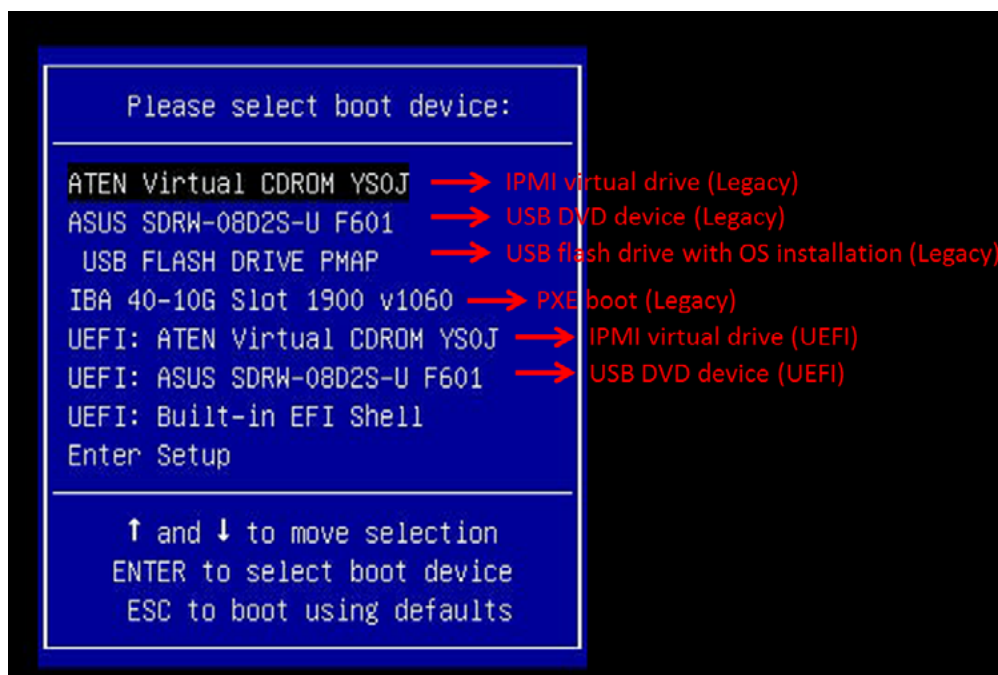 Please select boot device:
ATEN Virtual CDROM YS0J → IPMI virtual drive (Legacy)
ASUS SDRW-08D2S-U F601 → USB DVD device (Legacy)
USB FLASH DRIVE PMAP → USB flash drive with OS installation (Legacy)
IBA 40-10G Slot 1900 v1060 → PXE boot (Legacy)
UEFI: ATEN Virtual CDROM YS0J → IPMI virtual drive (UEFI)
UEFI: ASUS SDRW-08D2S-U F601 → USB DVD device (UEFI)
UEFI: Built-in EFI Shell
Enter Setup
↑ and ↓ to move selection
ENTER to select boot device
ESC to boot using defaults